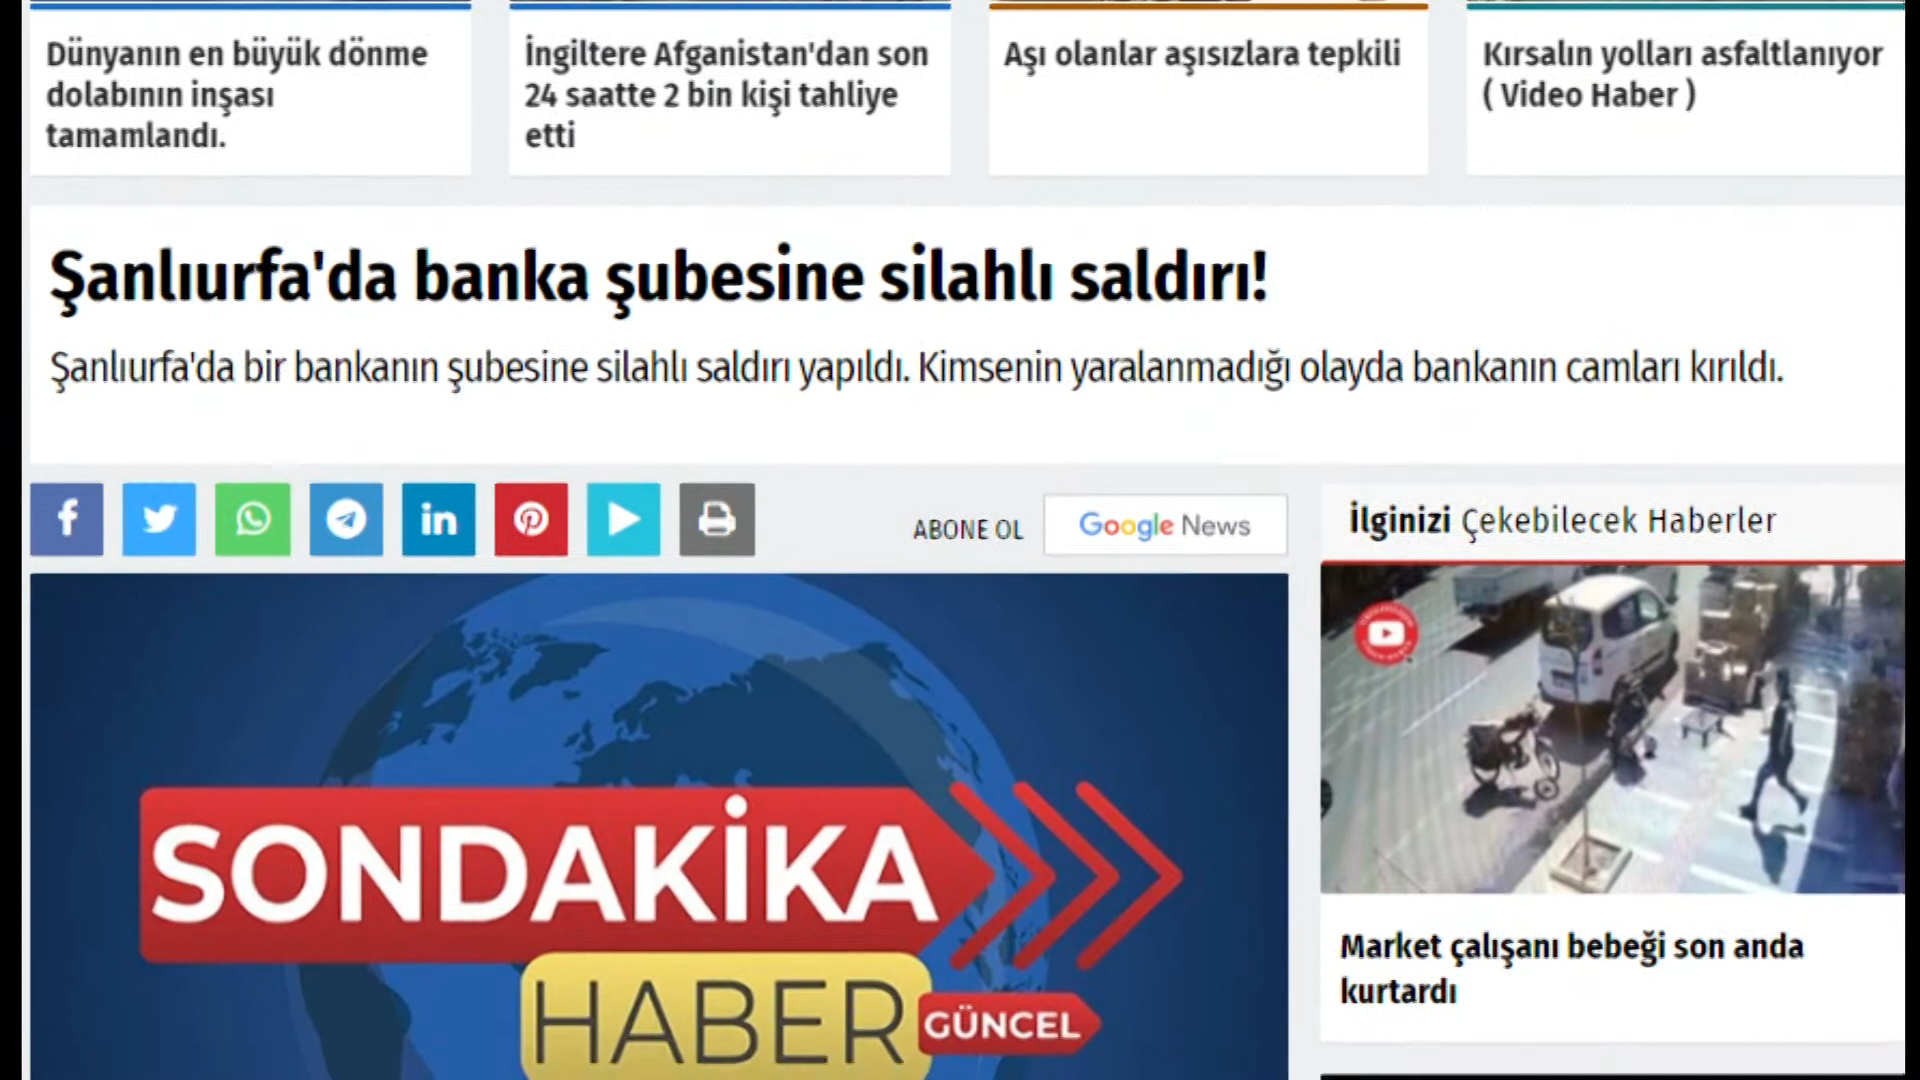 Dünyanın en büyük dönme
dolabının inşası
tamamlandı.
İngiltere Afganistan'dan son
24 saatte 2 bin kişi tahliye
etti
Aşı olanlar aşısızlara tepkili
Kırsalın yolları asfaltlanıyor
( Video Haber )
Şanlıurfa'da banka şubesine silahlı saldırı!
Şanlıurfa'da bir bankanın şubesine silahlı saldırı yapıldı. Kimsenin yaralanmadığı olayda bankanın camları kırıldı.
ABONE OL
Google News
İlginizi Çekebilecek Haberler
SONDAKİKA
HABER
GÜNCEL
Market çalışanı bebeği son anda
kurtardı